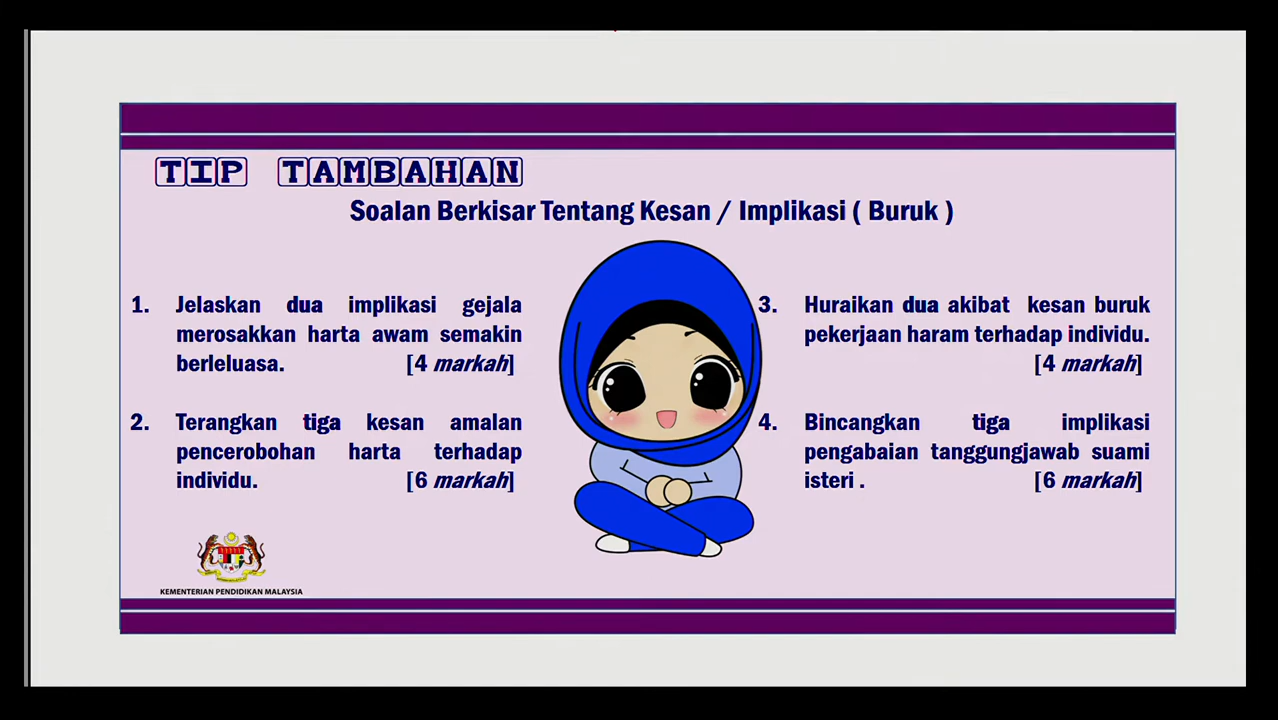 TIP TAMBAHAN
Soalan Berkisar Tentang Kesan / Implikasi ( Buruk )
1. Jelaskan dua implikasi gejala
merosakkan harta awam semakin
berleluasa. [4 markah]
2. Terangkan tiga kesan amalan
pencerobohan harta terhadap
individu. [6 markah]
3. Huraikan dua akibat kesan buruk
pekerjaan haram terhadap individu.
[4 markah]
4. Bincangkan tiga implikasi
pengabaian tanggungjawab suami
isteri . [6 markah]
KEMENTERIAN PENDIDIKAN MALAYSIA